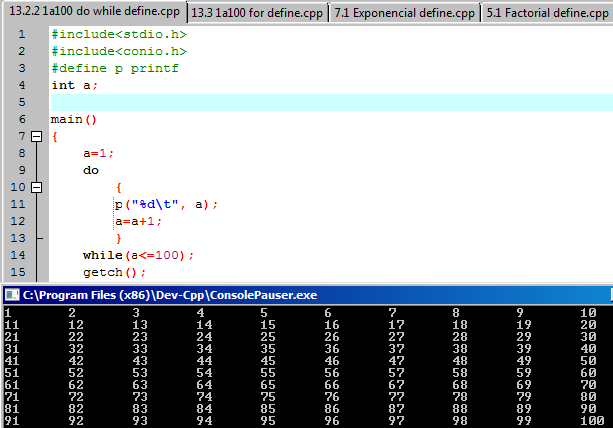 13.2.2 1a100 do while define.cpp 13.3 1a100 for define.cpp 7.1 Exponencial define.cpp 5.1 Factorial define.cpp
1 #include<stdio.h>
2 #include<conio.h>
3 #define p printf
4 int a;
5
6 main()
7 {
8 a=1;
9 do
10 {
11 p("%d\t", a);
12 a=a+1;
13 }
14 while(a<=100);
15 getch();
C:\Program Files (x86)\Dev-Cpp\ConsolePauser.exe
1 2 3 4 5 6 7 8 9 10
11 12 13 14 15 16 17 18 19 20
21 22 23 24 25 26 27 28 29 30
31 32 33 34 35 36 37 38 39 40
41 42 43 44 45 46 47 48 49 50
51 52 53 54 55 56 57 58 59 60
61 62 63 64 65 66 67 68 69 70
71 72 73 74 75 76 77 78 79 80
81 82 83 84 85 86 87 88 89 90
91 92 93 94 95 96 97 98 99 100